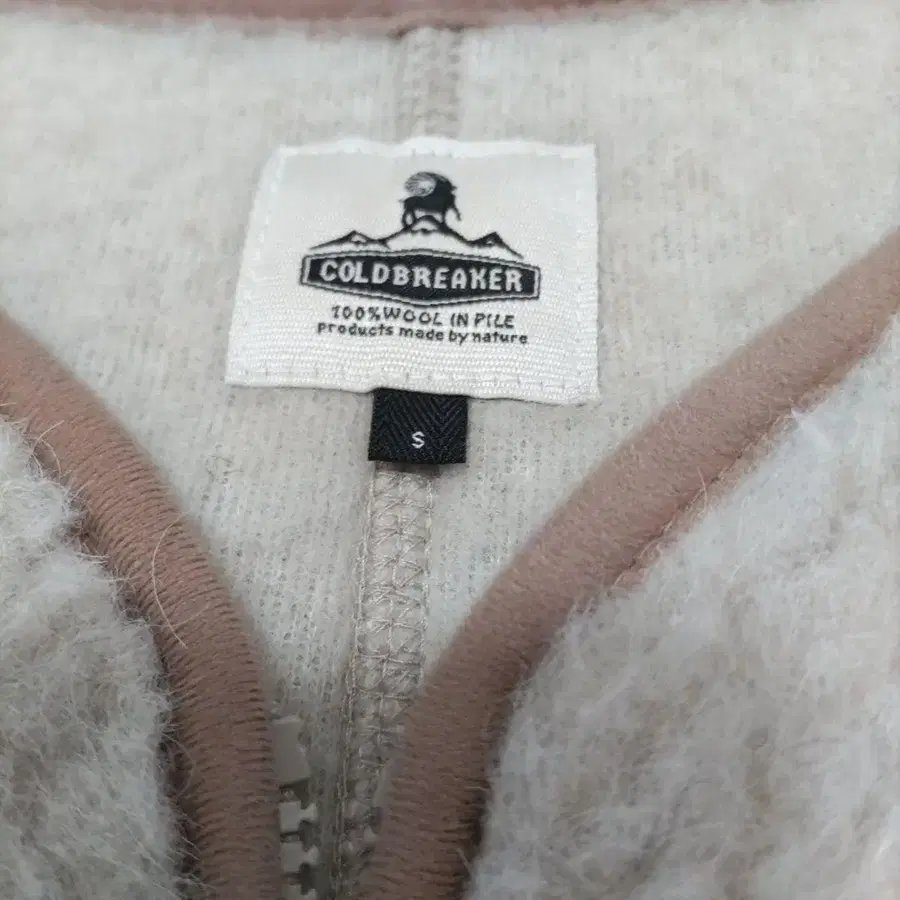 COLDBREAKER
100%WOOL IN PILE
Products made by nature
S